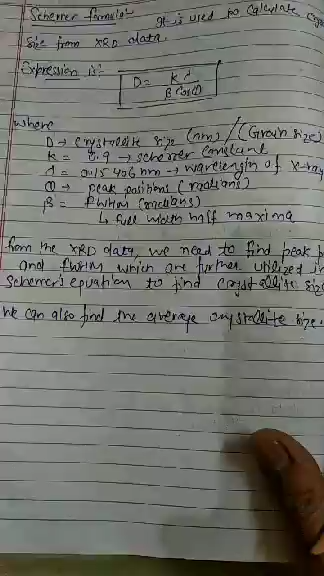 Scherrer formula:-
It is used to calculate
size from XRD data.
Expression is:-
D = kλ / β cosθ
where
D → crystallite size (nm) / (Grain size)
k = 0.9 → scherrer constant
λ = 0.15406 nm → wavelength of x-ray
θ → peak positions (radians)
β = FWHM (radians)
↳ full width half maxima
from the XRD data, we need to find peak
and FWHM which are further utilized
Scherrer's equation to find crystallite size
we can also find the average crystallite size.